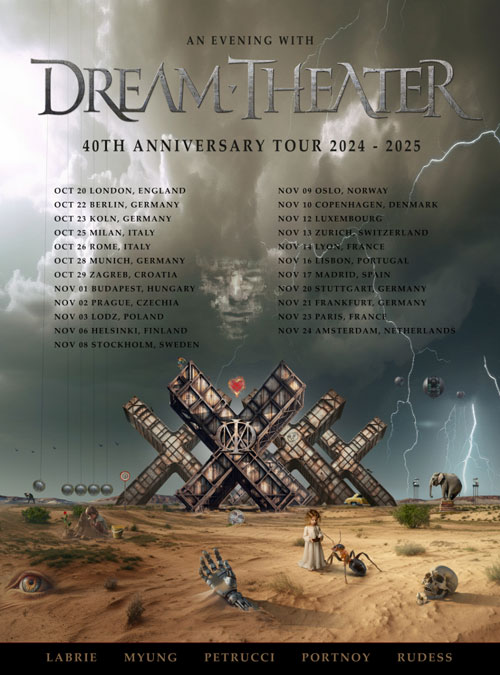 AN EVENING WITH
DREAM THEATER
40TH ANNIVERSARY TOUR 2024 - 2025
OCT 20 LONDON, ENGLAND
OCT 22 BERLIN, GERMANY
OCT 23 KOLN, GERMANY
OCT 25 MILAN, ITALY
OCT 26 ROME, ITALY
OCT 28 MUNICH, GERMANY
OCT 29 ZAGREB, CROATIA
NOV 01 BUDAPEST, HUNGARY
NOV 02 PRAGUE, CZECHIA
NOV 03 LODZ, POLAND
NOV 06 HELSINKI, FINLAND
NOV 08 STOCKHOLM, SWEDEN
NOV 09 OSLO, NORWAY
NOV 10 COPENHAGEN, DENMARK
NOV 12 LUXEMBOURG
NOV 13 ZURICH, SWITZERLAND
NOV 14 LYON, FRANCE
NOV 16 LISBON, PORTUGAL
NOV 17 MADRID, SPAIN
NOV 20 STUTTGART, GERMANY
NOV 21 FRANKFURT, GERMANY
NOV 23 PARIS, FRANCE
NOV 24 AMSTERDAM, NETHERLANDS
LABRIE MYUNG PETRUCCI PORTNOY RUDESS